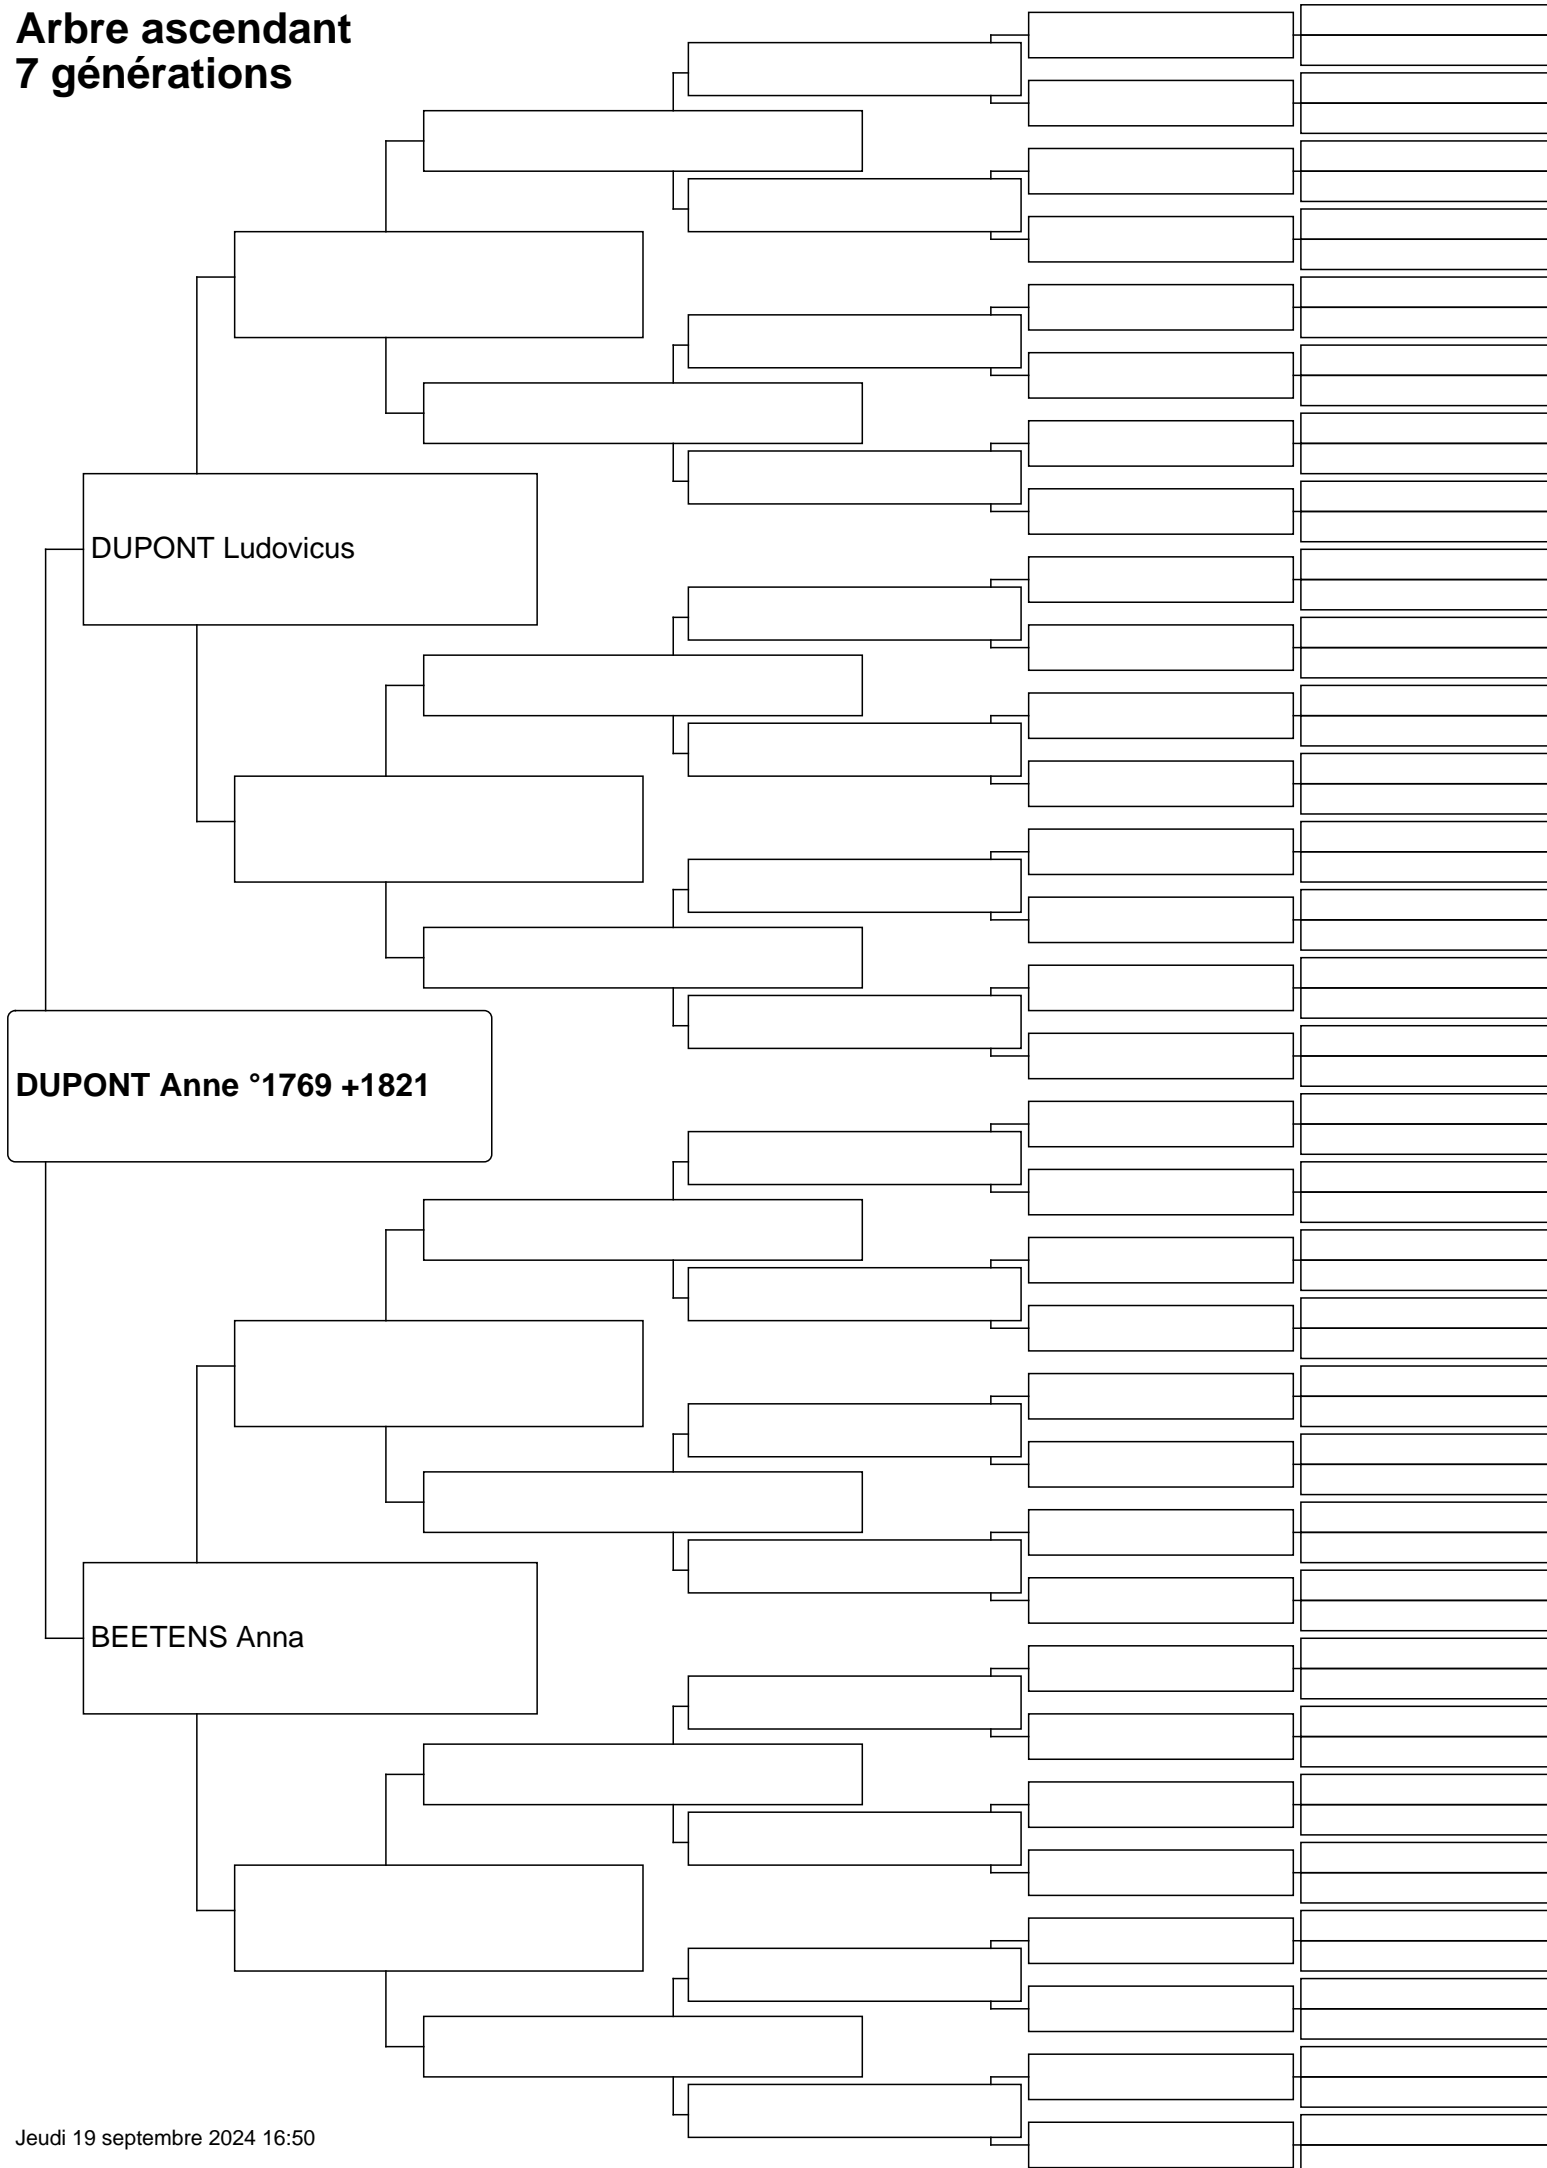 Arbre ascendant
7 générations
DUPONT Ludovicus
DUPONT Anne °1769 +1821
BEETENS Anna
Jeudi 19 septembre 2024 16:50